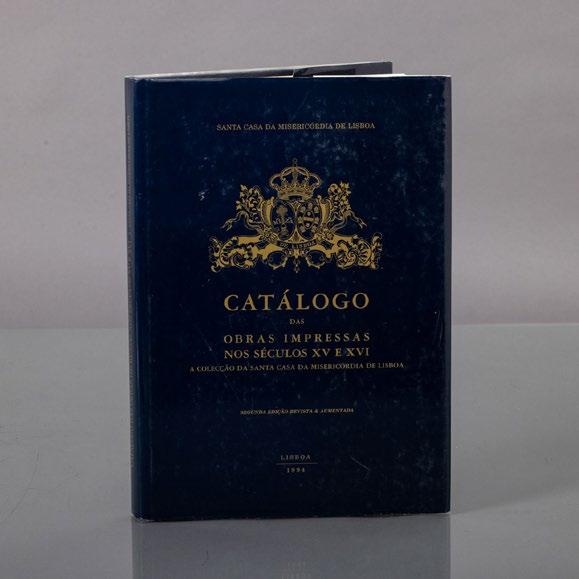 SANTA CASA DA MISERICÓRDIA DE LISBOA
CATÁLOGO
DAS
OBRAS IMPRESSAS
NOS SÉCULOS XV E XVI
A COLECÇÃO DA SANTA CASA DA MISERICÓRDIA DE LISBOA
SEGUNDA EDIÇÃO REVISTA & AUMENTADA
LISBOA
1994